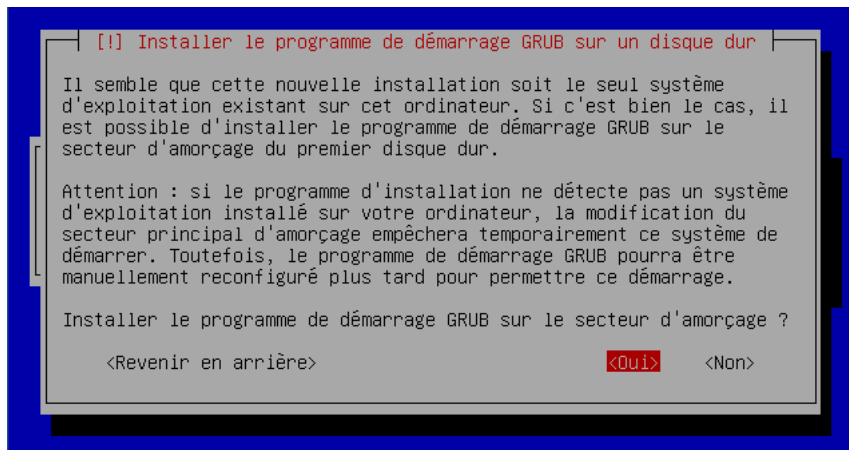 [!] Installer le programme de démarrage GRUB sur un disque dur
Il semble que cette nouvelle installation soit le seul système
d'exploitation existant sur cet ordinateur. Si c'est bien le cas, il
est possible d'installer le programme de démarrage GRUB sur le
secteur d'amorçage du premier disque dur.
Attention : si le programme d'installation ne détecte pas un système
d'exploitation installé sur votre ordinateur, la modification du
secteur principal d'amorçage empêchera temporairement ce système de
démarrer. Toutefois, le programme de démarrage GRUB pourra être
manuellement reconfiguré plus tard pour permettre ce démarrage.
Installer le programme de démarrage GRUB sur le secteur d'amorçage ?
<Revenir en arrière> <Oui> <Non>